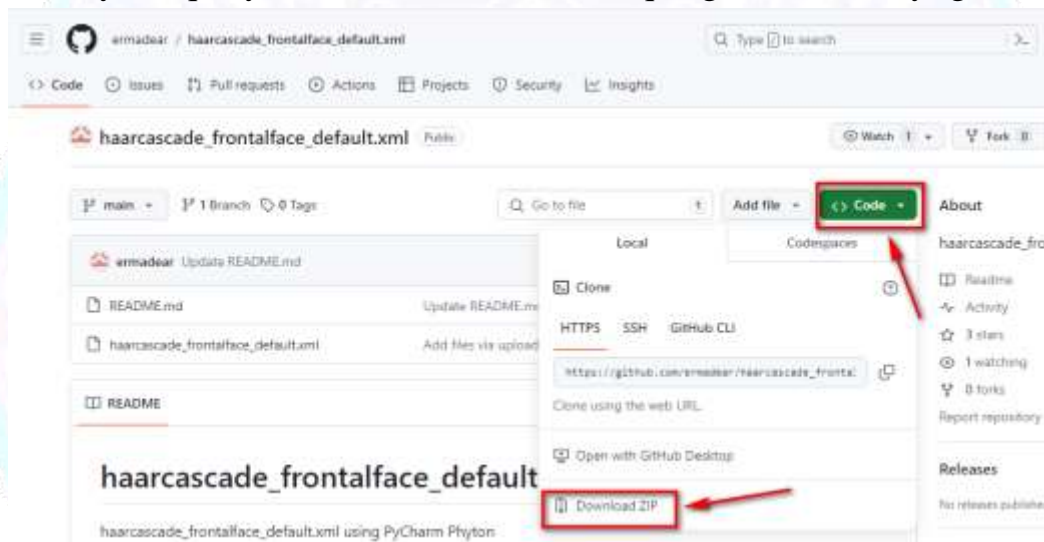 ermadear / haarcascade_frontalface_default.xml
Type / to search
<> Code Issues Pull requests Actions Projects Security Insights
haarcascade_frontalface_default.xml Public
Watch 1 Fork 0
main 1 Branch 0 Tags
Go to file t Add file <> Code
About
Local Codespaces
haarcascade_fro
ermadear Update README.md
Clone
Readme
README.md Update README.m
Activity
HTTPS SSH GitHub CLI
3 stars
haarcascade_frontalface_default.xml Add files via upload
1 watching
https://github.com/ermadear/haarcascade_fronta
0 forks
README
Clone using the web URL.
Report repository
Open with GitHub Desktop
Releases
haarcascade_frontalface_default
Download ZIP
No releases publishe
haarcascade_frontalface_default.xml using PyCharm Phyton